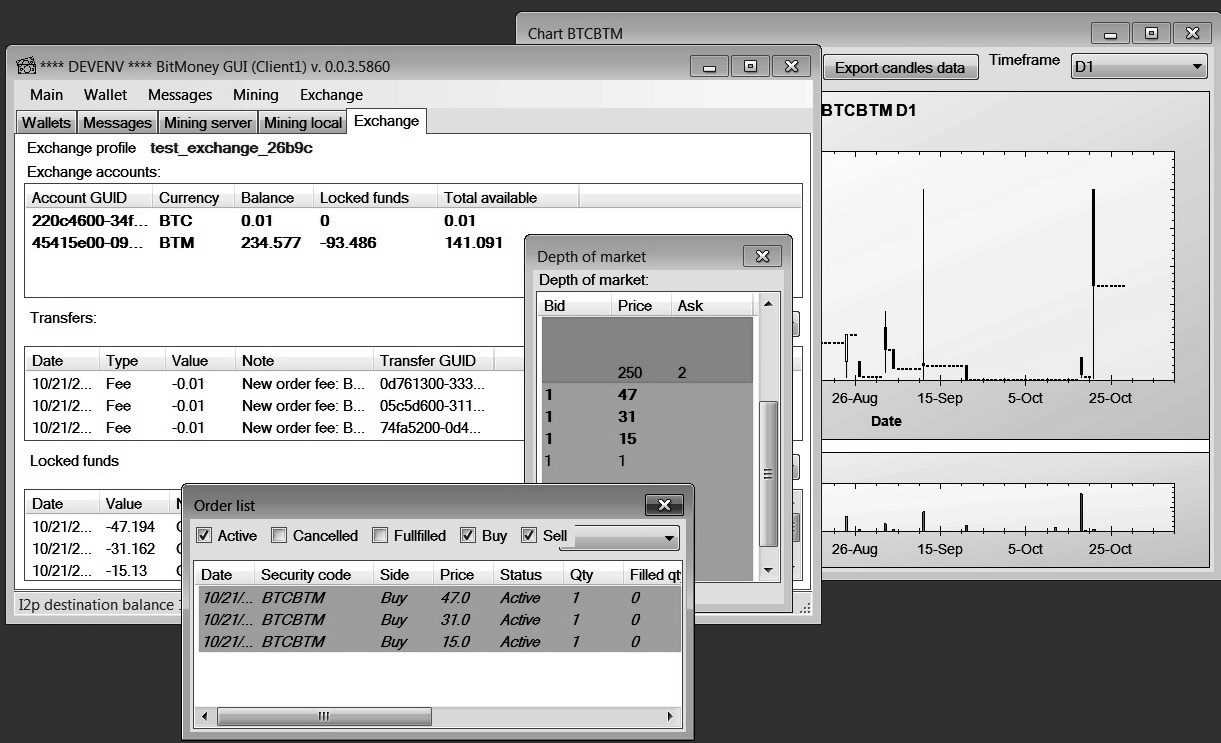 Chart BTCBTM
**** DEVENV **** BitMoney GUI (Client1) v. 0.0.3.5860
Main Wallet Messages Mining Exchange
Wallets Messages Mining server Mining local Exchange
Exchange profile test_exchange_26b9c
Exchange accounts:
Account GUID Currency Balance Locked funds Total available
220c4600-34f... BTC 0.01 0 0.01
45415e00-09... BTM 234.577 -93.486 141.091
Transfers:
Date Type Value Note Transfer GUID
10/21/2... Fee -0.01 New order fee: B... 0d761300-333...
10/21/2... Fee -0.01 New order fee: B... 05c5d600-311...
10/21/2... Fee -0.01 New order fee: B... 74fa5200-0d4...
Locked funds
Date Value
10/21/2... -47.194
10/21/2... -31.162
10/21/2... -15.13
I2p destination balance
Export candles data Timeframe D1
BTCBTM D1
26-Aug 15-Sep 5-Oct 25-Oct
Date
26-Aug 15-Sep 5-Oct 25-Oct
Depth of market
Depth of market:
Bid Price Ask
250 2
1 47
1 31
1 15
1 1
Order list
Active Cancelled Fullfilled Buy Sell
Date Security code Side Price Status Qty Filled qt
10/21/... BTCBTM Buy 47.0 Active 1 0
10/21/... BTCBTM Buy 31.0 Active 1 0
10/21/... BTCBTM Buy 15.0 Active 1 0